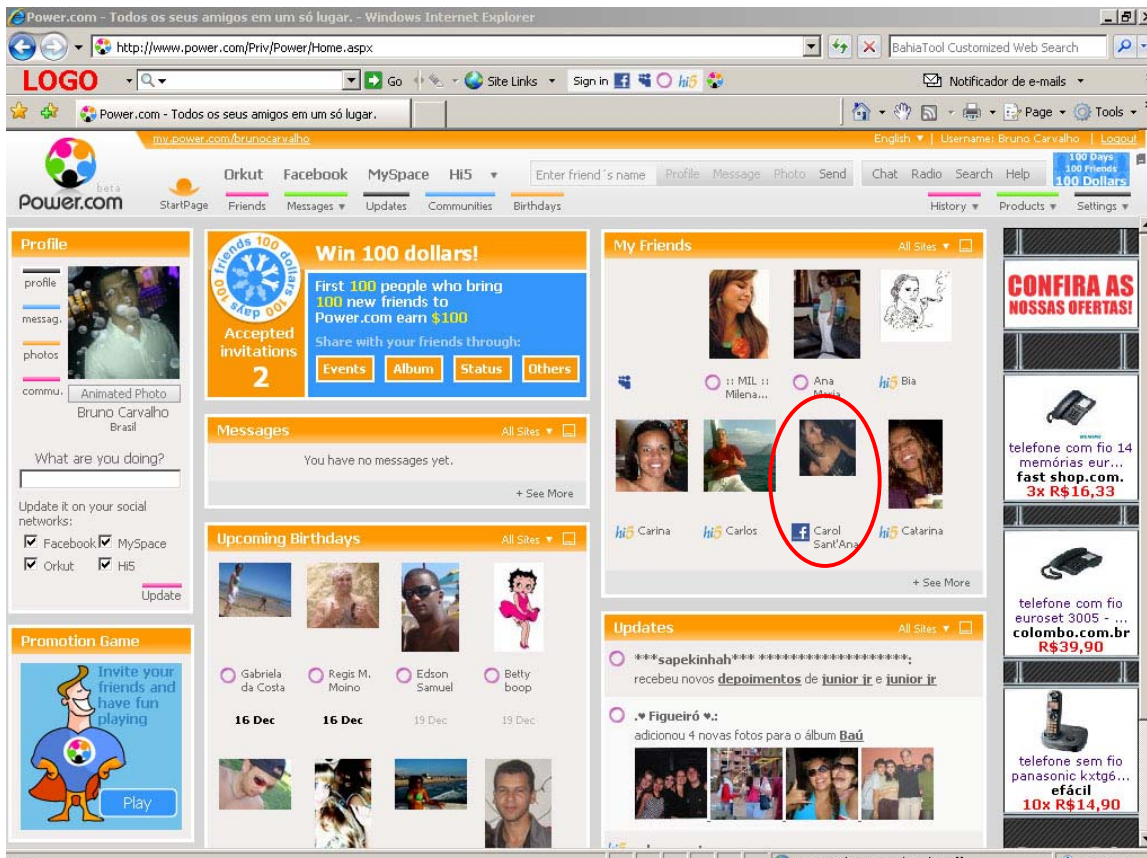 Power.com - Todos os seus amigos em um só lugar. - Windows Internet Explorer
http://www.power.com/Priv/Power/Home.aspx
BahiaTool Customized Web Search
LOGO
Go
Site Links
Sign in
hi5
Notificador de e-mails
Power.com - Todos os seus amigos em um só lugar.
Page
Tools
my.power.com/brunocarvalho
English
Username: Bruno Carvalho
Logout
Power.com
beta
StartPage
Orkut Facebook MySpace Hi5
Enter friend´s name Profile Message Photo Send
Chat Radio Search Help
100 Days
100 Friends
100 Dollars
Friends Messages Updates Communities Birthdays
History Products Settings
Profile
profile
messag.
photos
commu.
Animated Photo
Bruno Carvalho
Brasil
What are you doing?
Update it on your social
networks:
Facebook MySpace
Orkut Hi5
Update
Promotion Game
Invite your
friends and
have fun
playing
Play
friends 100 dollars 100 days 100
Accepted
invitations
2
Win 100 dollars!
First 100 people who bring
100 new friends to
Power.com earn $100
Share with your friends through:
Events Album Status Others
Messages
All Sites
You have no messages yet.
+ See More
Upcoming Birthdays
All Sites
Gabriela
da Costa
16 Dec
Regis M.
Moino
16 Dec
Edson
Samuel
19 Dec
Betty
boop
19 Dec
My Friends
All Sites
:: MIL ::
Milena...
Ana
Maria
hi5 Bia
hi5 Carina
hi5 Carlos
Carol
Sant'Ana
hi5 Catarina
+ See More
Updates
All Sites
***sapekinhah*** ********************:
recebeu novos depoimentos de junior jr e junior jr
.♥ Figueiró ♥.:
adicionou 4 novas fotos para o álbum Baú
CONFIRA AS
NOSSAS OFERTAS!
telefone com fio 14
memórias eur...
fast shop.com.
3x R$16,33
telefone com fio
euroset 3005 - ...
colombo.com.br
R$39,90
telefone sem fio
panasonic kxtg6...
efácil
10x R$14,90